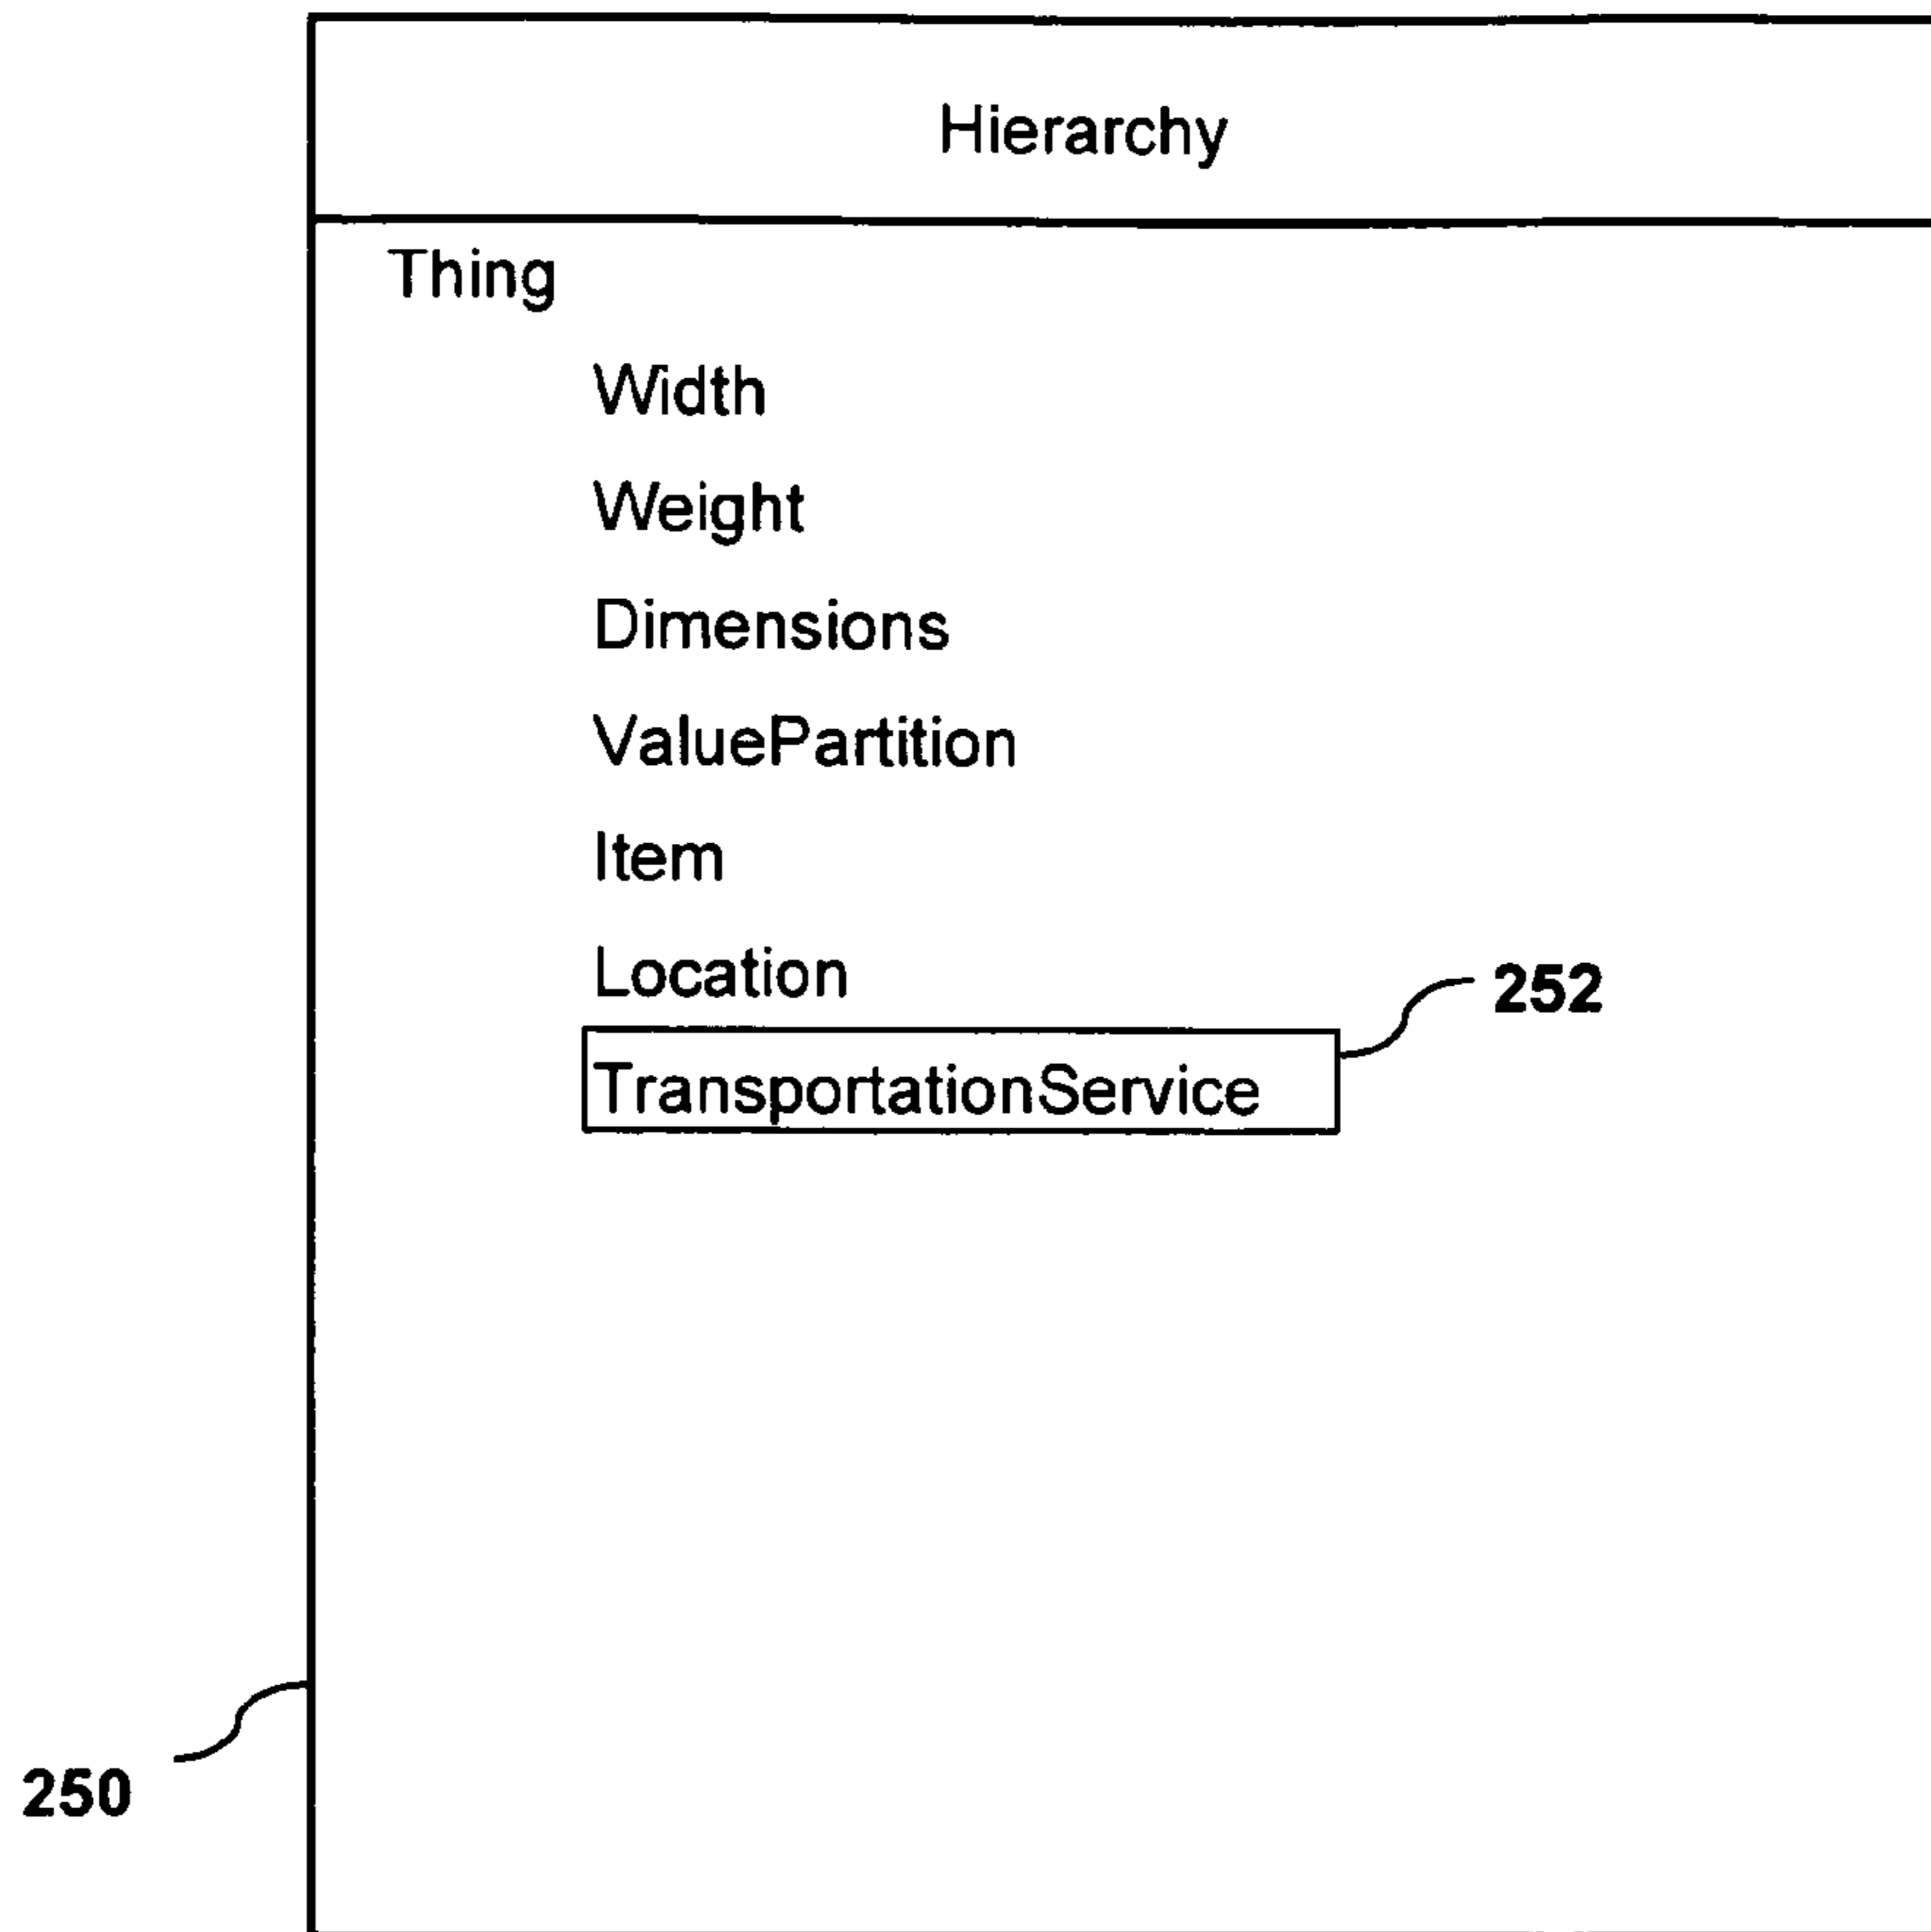 Hierarchy
Thing
Width
Weight
Dimensions
ValuePartition
Item
Location
252
TransportationService
250